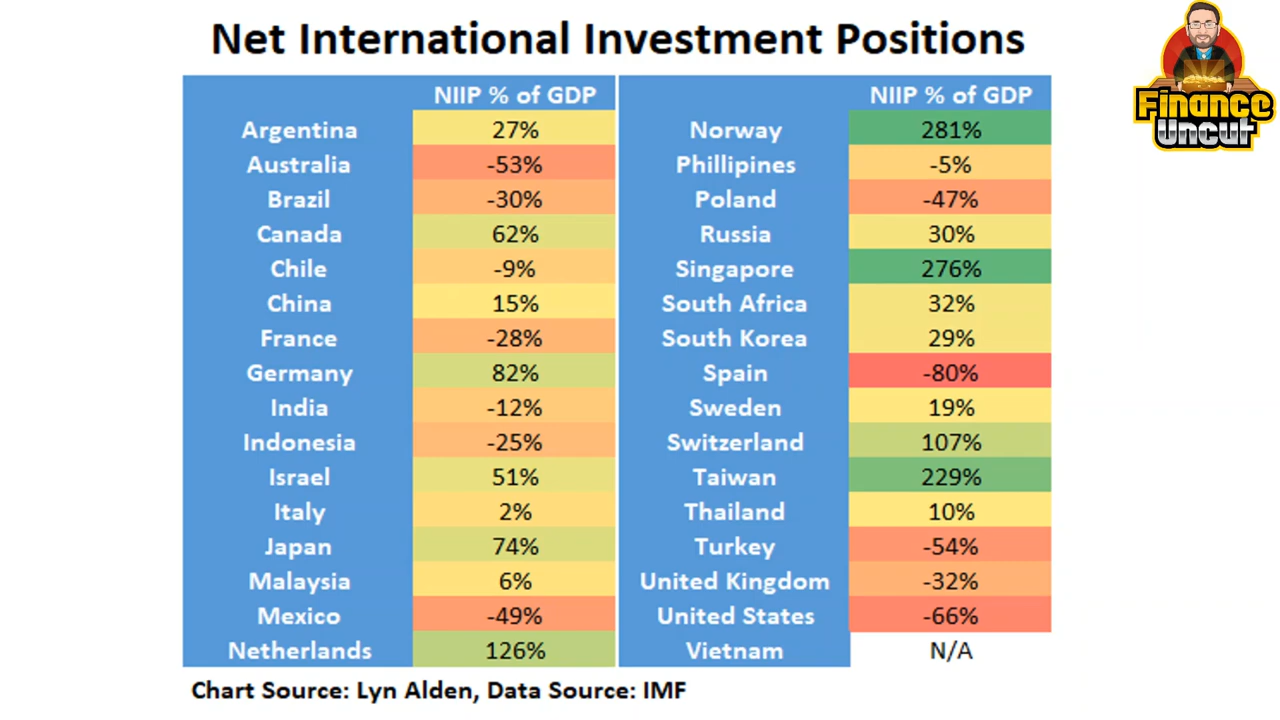 Net International Investment Positions
Finance
Uncut
NIIP % of GDP
Argentina 27%
Australia -53%
Brazil -30%
Canada 62%
Chile -9%
China 15%
France -28%
Germany 82%
India -12%
Indonesia -25%
Israel 51%
Italy 2%
Japan 74%
Malaysia 6%
Mexico -49%
Netherlands 126%
NIIP % of GDP
Norway 281%
Phillipines -5%
Poland -47%
Russia 30%
Singapore 276%
South Africa 32%
South Korea 29%
Spain -80%
Sweden 19%
Switzerland 107%
Taiwan 229%
Thailand 10%
Turkey -54%
United Kingdom -32%
United States -66%
Vietnam N/A
Chart Source: Lyn Alden, Data Source: IMF